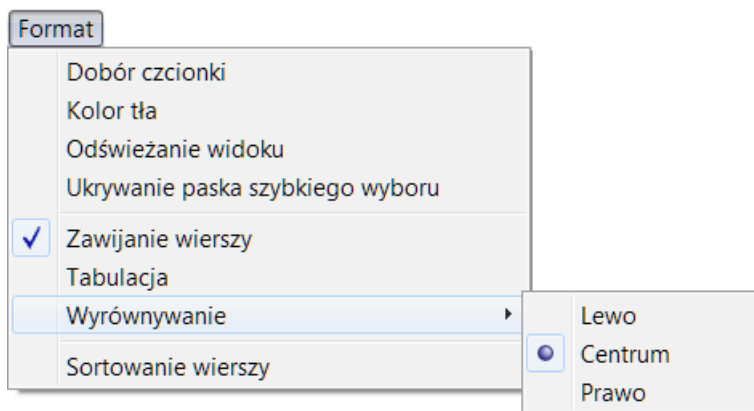 Format
Dobór czcionki
Kolor tła
Odświeżanie widoku
Ukrywanie paska szybkiego wyboru
Zawijanie wierszy
Tabulacja
Wyrównywanie
Lewo
Centrum
Prawo
Sortowanie wierszy